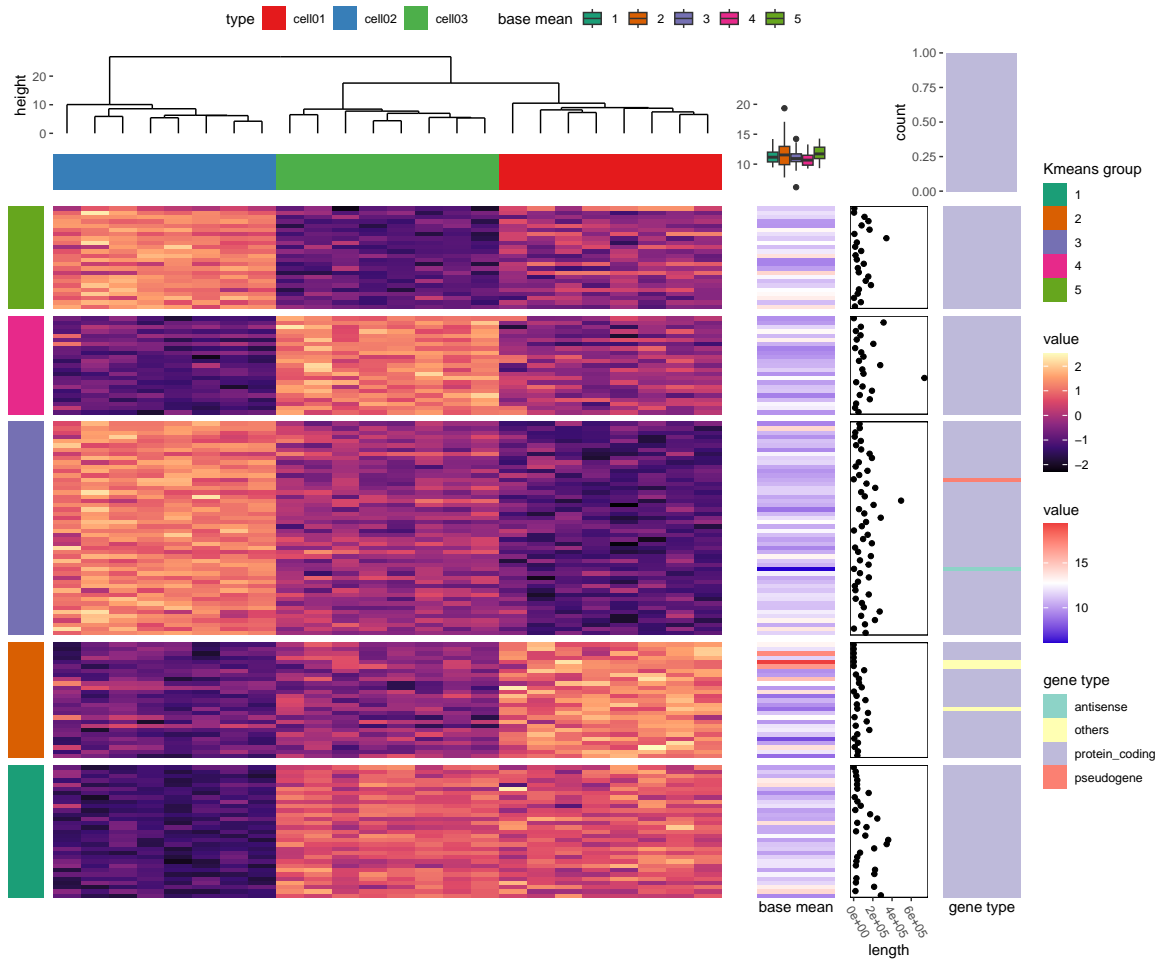 type cell01 cell02 cell03 base mean 1 2 3 4 5
height
20
10
0
20
15
10
count
1.00
0.75
0.50
0.25
0.00
Kmeans group
1
2
3
4
5
value
2
1
0
−1
−2
value
15
10
gene type
antisense
others
protein_coding
pseudogene
base mean
gene type
0e+00
2e+05
4e+05
6e+05
length